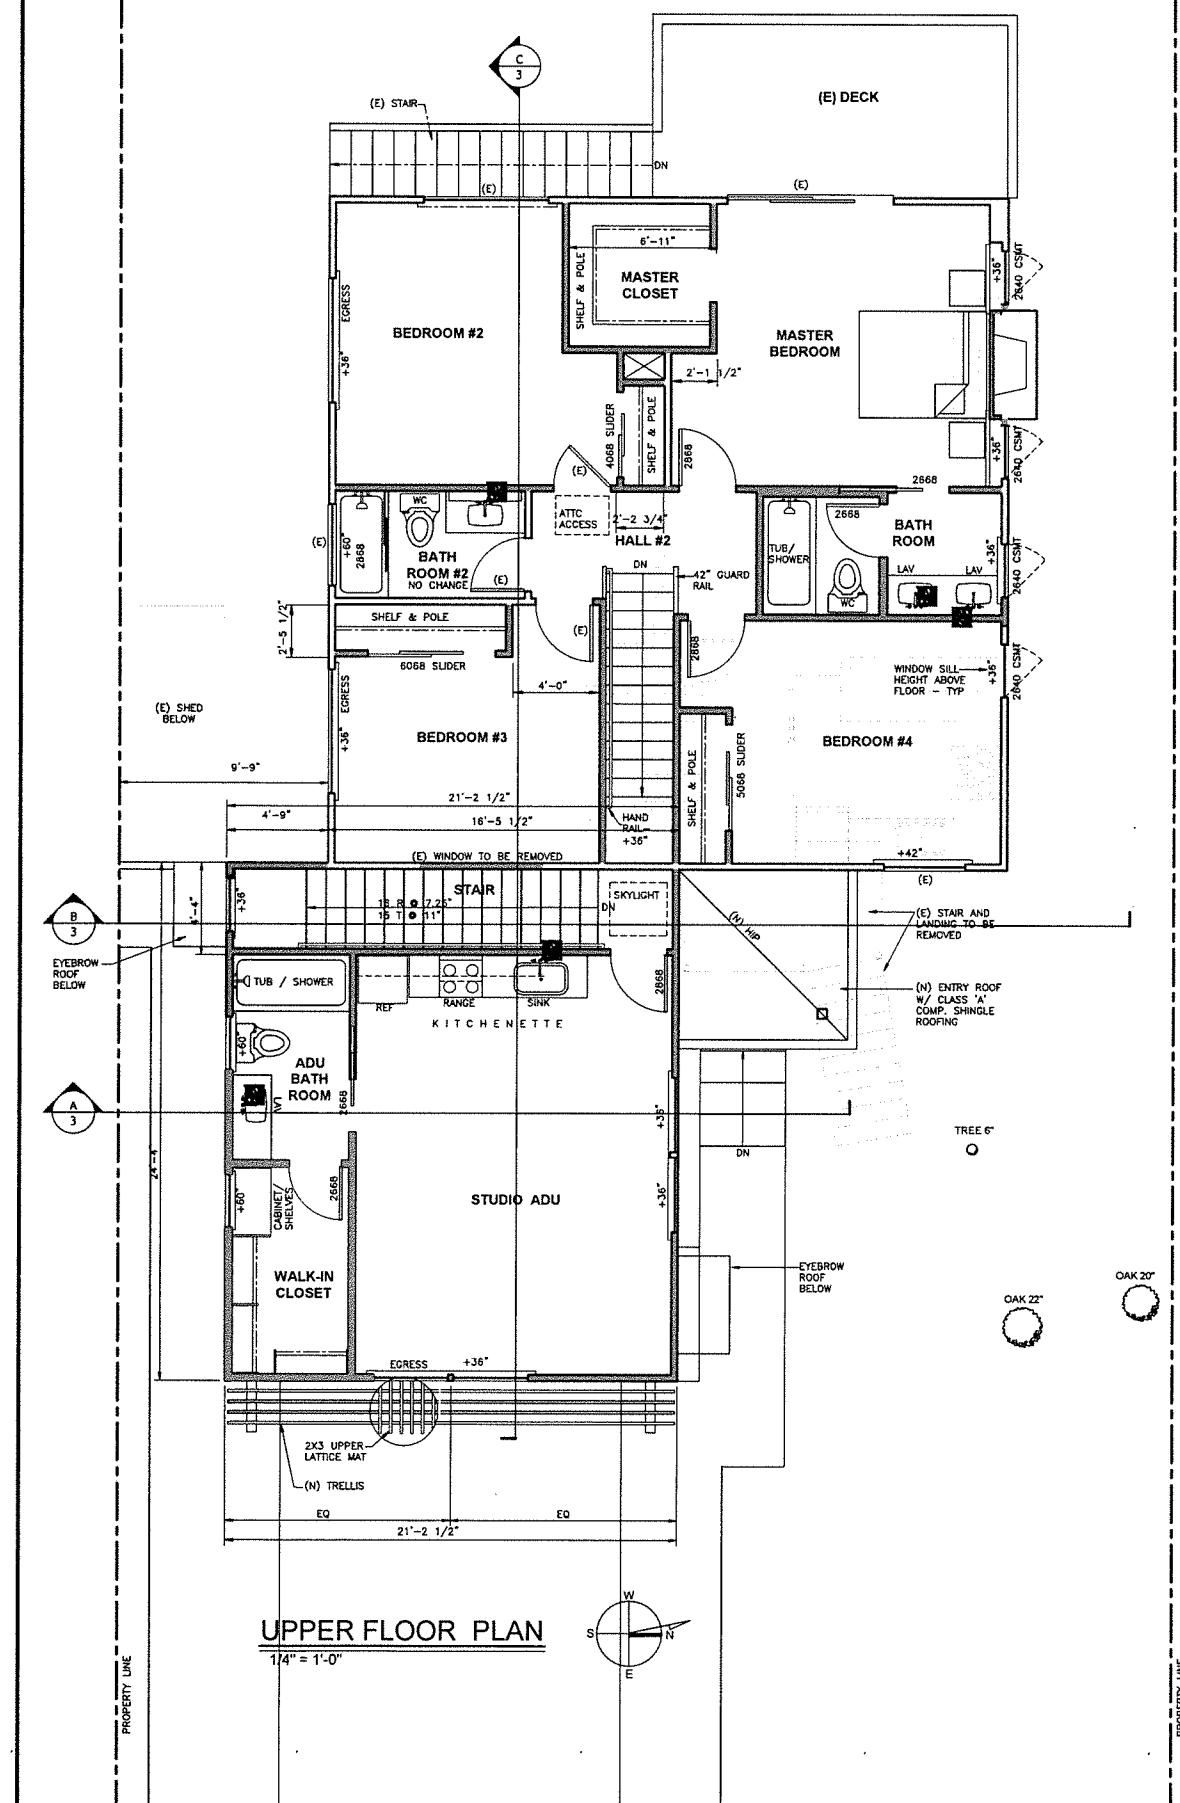 C
3
(E) STAIR
(E) DECK
DN
(E)
(E)
6'-11"
SHELF & POLE
MASTER
CLOSET
+36"
2640 CSMT
EGRESS
+36"
BEDROOM #2
MASTER
BEDROOM
2'-1 1/2"
4068 SLIDER
SHELF & POLE
2868
+36"
2640 CSMT
(E)
2668
WC
ATTC
ACCESS
2'-2 3/4"
HALL #2
2668
BATH
ROOM
(E)
+60"
2868
BATH
ROOM #2
NO CHANGE
(E)
TUB/
SHOWER
+36"
2640 CSMT
DN
42" GUARD
RAIL
LAV
LAV
WC
2'-5 1/2"
SHELF & POLE
(E)
6068 SLIDER
2868
WINDOW SILL
HEIGHT ABOVE
FLOOR - TYP
+36"
2640 CSMT
4'-0"
EGRESS
+36"
(E) SHED
BELOW
BEDROOM #3
BEDROOM #4
SHELF & POLE
5068 SLIDER
9'-9"
21'-2 1/2"
4'-9"
16'-5 1/2"
HAND
RAIL-
+36"
(E) WINDOW TO BE REMOVED
+42"
(E)
STAIR
SKYLIGHT
+36"
4'-4"
DN
B
3
(N) HIP
(E) STAIR AND
LANDING TO BE
REMOVED
EYEBROW
ROOF
BELOW
TUB / SHOWER
REF
RANGE
SINK
2868
KITCHENETTE
(N) ENTRY ROOF
W/ CLASS 'A'
COMP. SHINGLE
ROOFING
+60"
ADU
BATH
ROOM
LAV
2668
+36"
A
3
TREE 6"
DN
24'-4"
+60"
CABINET/
SHELVES
2668
STUDIO ADU
+36"
WALK-IN
CLOSET
EYEBROW
ROOF
BELOW
OAK 20"
OAK 22"
EGRESS
+36"
2X3 UPPER
LATTICE MAT
(N) TRELLIS
EQ
EQ
21'-2 1/2"
W
S
N
E
UPPER FLOOR PLAN
1/4" = 1'-0"
PROPERTY LINE
PROPERTY LINE